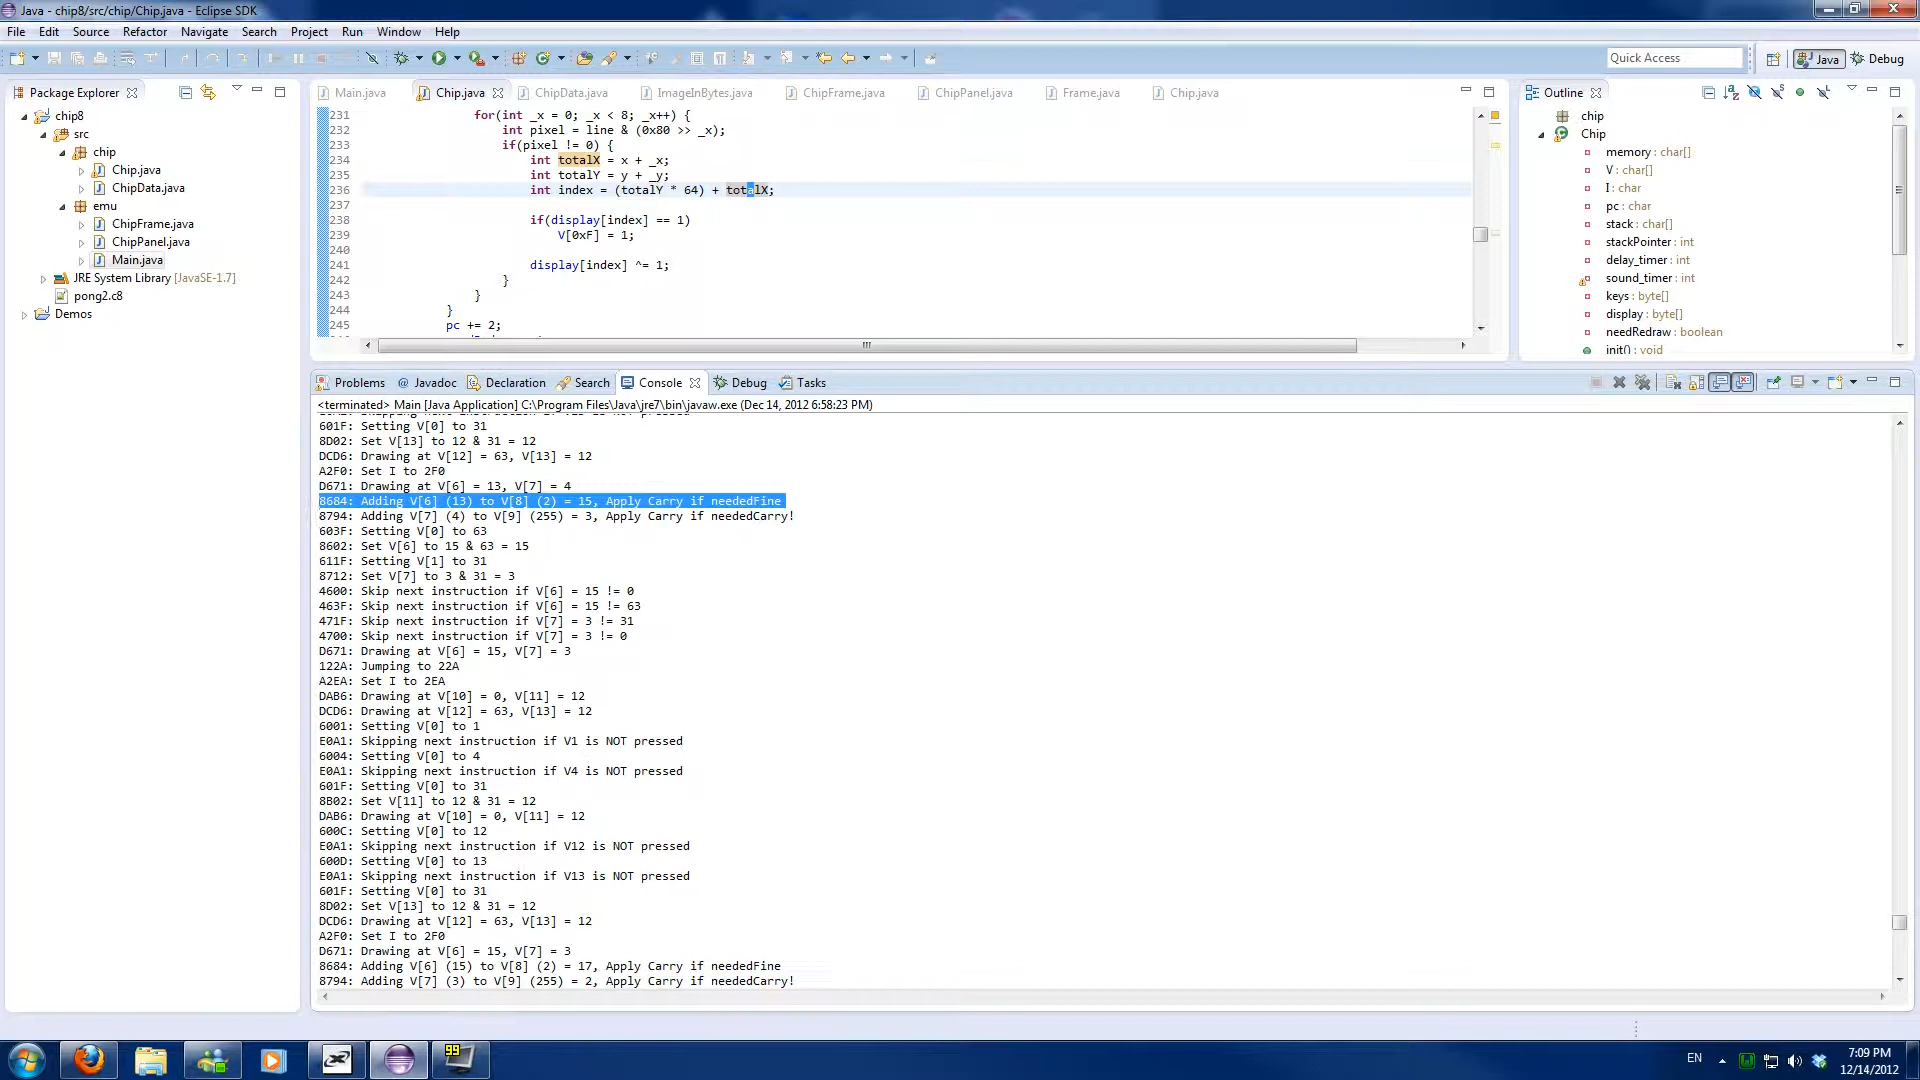 Java - chip8/src/chip/Chip.java - Eclipse SDK
File Edit Source Refactor Navigate Search Project Run Window Help
Quick Access
Java
Debug
Package Explorer
chip8
src
chip
Chip.java
ChipData.java
emu
ChipFrame.java
ChipPanel.java
Main.java
JRE System Library [JavaSE-1.7]
pong2.c8
Demos
Main.java Chip.java ChipData.java ImageInBytes.java ChipFrame.java ChipPanel.java Frame.java Chip.java
231 for(int _x = 0; _x < 8; _x++) {
232 int pixel = line & (0x80 >> _x);
233 if(pixel != 0) {
234 int totalX = x + _x;
235 int totalY = y + _y;
236 int index = (totalY * 64) + totalX;
237
238 if(display[index] == 1)
239 V[0xF] = 1;
240
241 display[index] ^= 1;
242 }
243 }
244 }
245 pc += 2;
Outline
chip
Chip
memory : char[]
V : char[]
I : char
pc : char
stack : char[]
stackPointer : int
delay_timer : int
sound_timer : int
keys : byte[]
display : byte[]
needRedraw : boolean
init() : void
Problems Javadoc Declaration Search Console Debug Tasks
<terminated> Main [Java Application] C:\Program Files\Java\jre7\bin\javaw.exe (Dec 14, 2012 6:58:23 PM)
601F: Setting V[0] to 31
8D02: Set V[13] to 12 & 31 = 12
DCD6: Drawing at V[12] = 63, V[13] = 12
A2F0: Set I to 2F0
D671: Drawing at V[6] = 13, V[7] = 4
8684: Adding V[6] (13) to V[8] (2) = 15, Apply Carry if neededFine
8794: Adding V[7] (4) to V[9] (255) = 3, Apply Carry if neededCarry!
603F: Setting V[0] to 63
8602: Set V[6] to 15 & 63 = 15
611F: Setting V[1] to 31
8712: Set V[7] to 3 & 31 = 3
4600: Skip next instruction if V[6] = 15 != 0
463F: Skip next instruction if V[6] = 15 != 63
471F: Skip next instruction if V[7] = 3 != 31
4700: Skip next instruction if V[7] = 3 != 0
D671: Drawing at V[6] = 15, V[7] = 3
122A: Jumping to 22A
A2EA: Set I to 2EA
DAB6: Drawing at V[10] = 0, V[11] = 12
DCD6: Drawing at V[12] = 63, V[13] = 12
6001: Setting V[0] to 1
E0A1: Skipping next instruction if V1 is NOT pressed
6004: Setting V[0] to 4
E0A1: Skipping next instruction if V4 is NOT pressed
601F: Setting V[0] to 31
8B02: Set V[11] to 12 & 31 = 12
DAB6: Drawing at V[10] = 0, V[11] = 12
600C: Setting V[0] to 12
E0A1: Skipping next instruction if V12 is NOT pressed
600D: Setting V[0] to 13
E0A1: Skipping next instruction if V13 is NOT pressed
601F: Setting V[0] to 31
8D02: Set V[13] to 12 & 31 = 12
DCD6: Drawing at V[12] = 63, V[13] = 12
A2F0: Set I to 2F0
D671: Drawing at V[6] = 15, V[7] = 3
8684: Adding V[6] (15) to V[8] (2) = 17, Apply Carry if neededFine
8794: Adding V[7] (3) to V[9] (255) = 2, Apply Carry if neededCarry!
99
EN
7:09 PM
12/14/2012